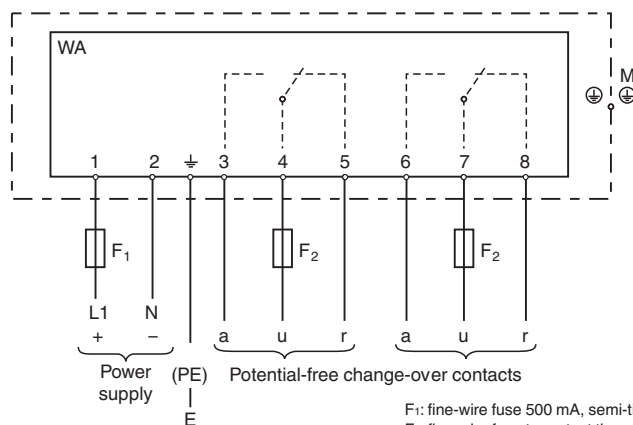 WA
M
1 2 3 4 5 6 7 8
F1 F2 F2
L1 N
+ – a u r a u r
Power supply
(PE)
Potential-free change-over contacts
E
F1: fine-wire fuse 500 mA, semi-ti